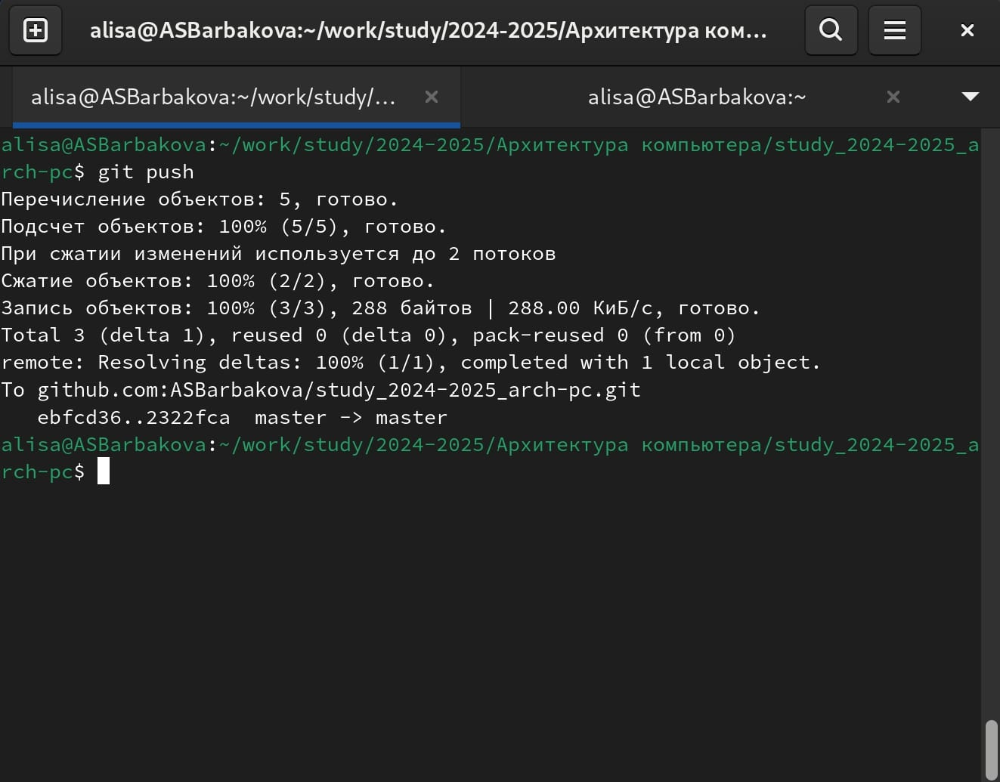 alisa@ASBarbakova:~/work/study/2024-2025/Архитектура ком...
alisa@ASBarbakova:~/work/study/...
alisa@ASBarbakova:~
alisa@ASBarbakova:~/work/study/2024-2025/Архитектура компьютера/study_2024-2025_a
rch-pc$ git push
Перечисление объектов: 5, готово.
Подсчет объектов: 100% (5/5), готово.
При сжатии изменений используется до 2 потоков
Сжатие объектов: 100% (2/2), готово.
Запись объектов: 100% (3/3), 288 байтов | 288.00 КиБ/с, готово.
Total 3 (delta 1), reused 0 (delta 0), pack-reused 0 (from 0)
remote: Resolving deltas: 100% (1/1), completed with 1 local object.
To github.com:ASBarbakova/study_2024-2025_arch-pc.git
   ebfcd36..2322fca  master -> master
alisa@ASBarbakova:~/work/study/2024-2025/Архитектура компьютера/study_2024-2025_a
rch-pc$